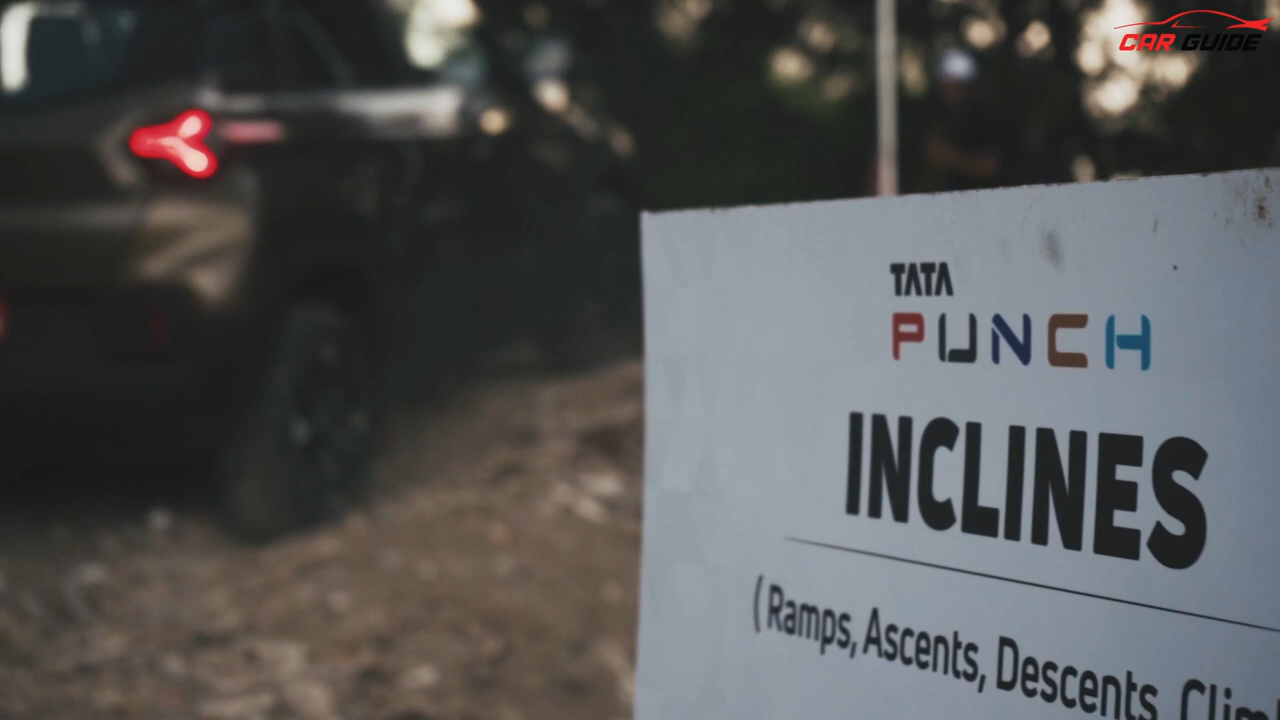 CAR GUIDE
TATA
PUNCH
INCLINES
(Ramps, Ascents, Descents,